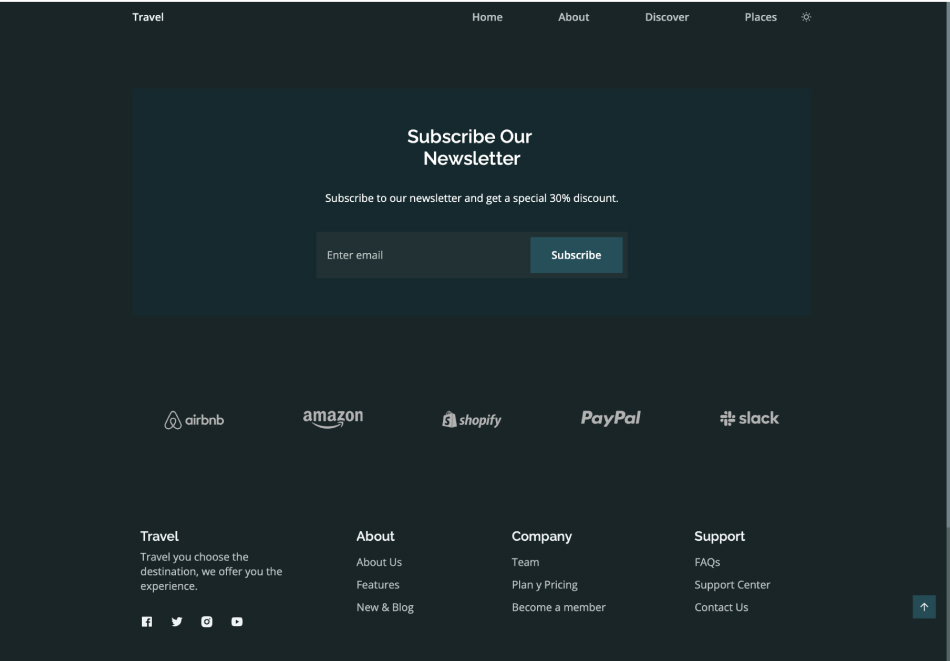 Travel
Home
About
Discover
Places
Subscribe Our
Newsletter
Subscribe to our newsletter and get a special 30% discount.
Enter email
Subscribe
airbnb
amazon
shopify
PayPal
slack
Travel
Travel you choose the
destination, we offer you the
experience.
About
About Us
Features
New & Blog
Company
Team
Plan y Pricing
Become a member
Support
FAQs
Support Center
Contact Us